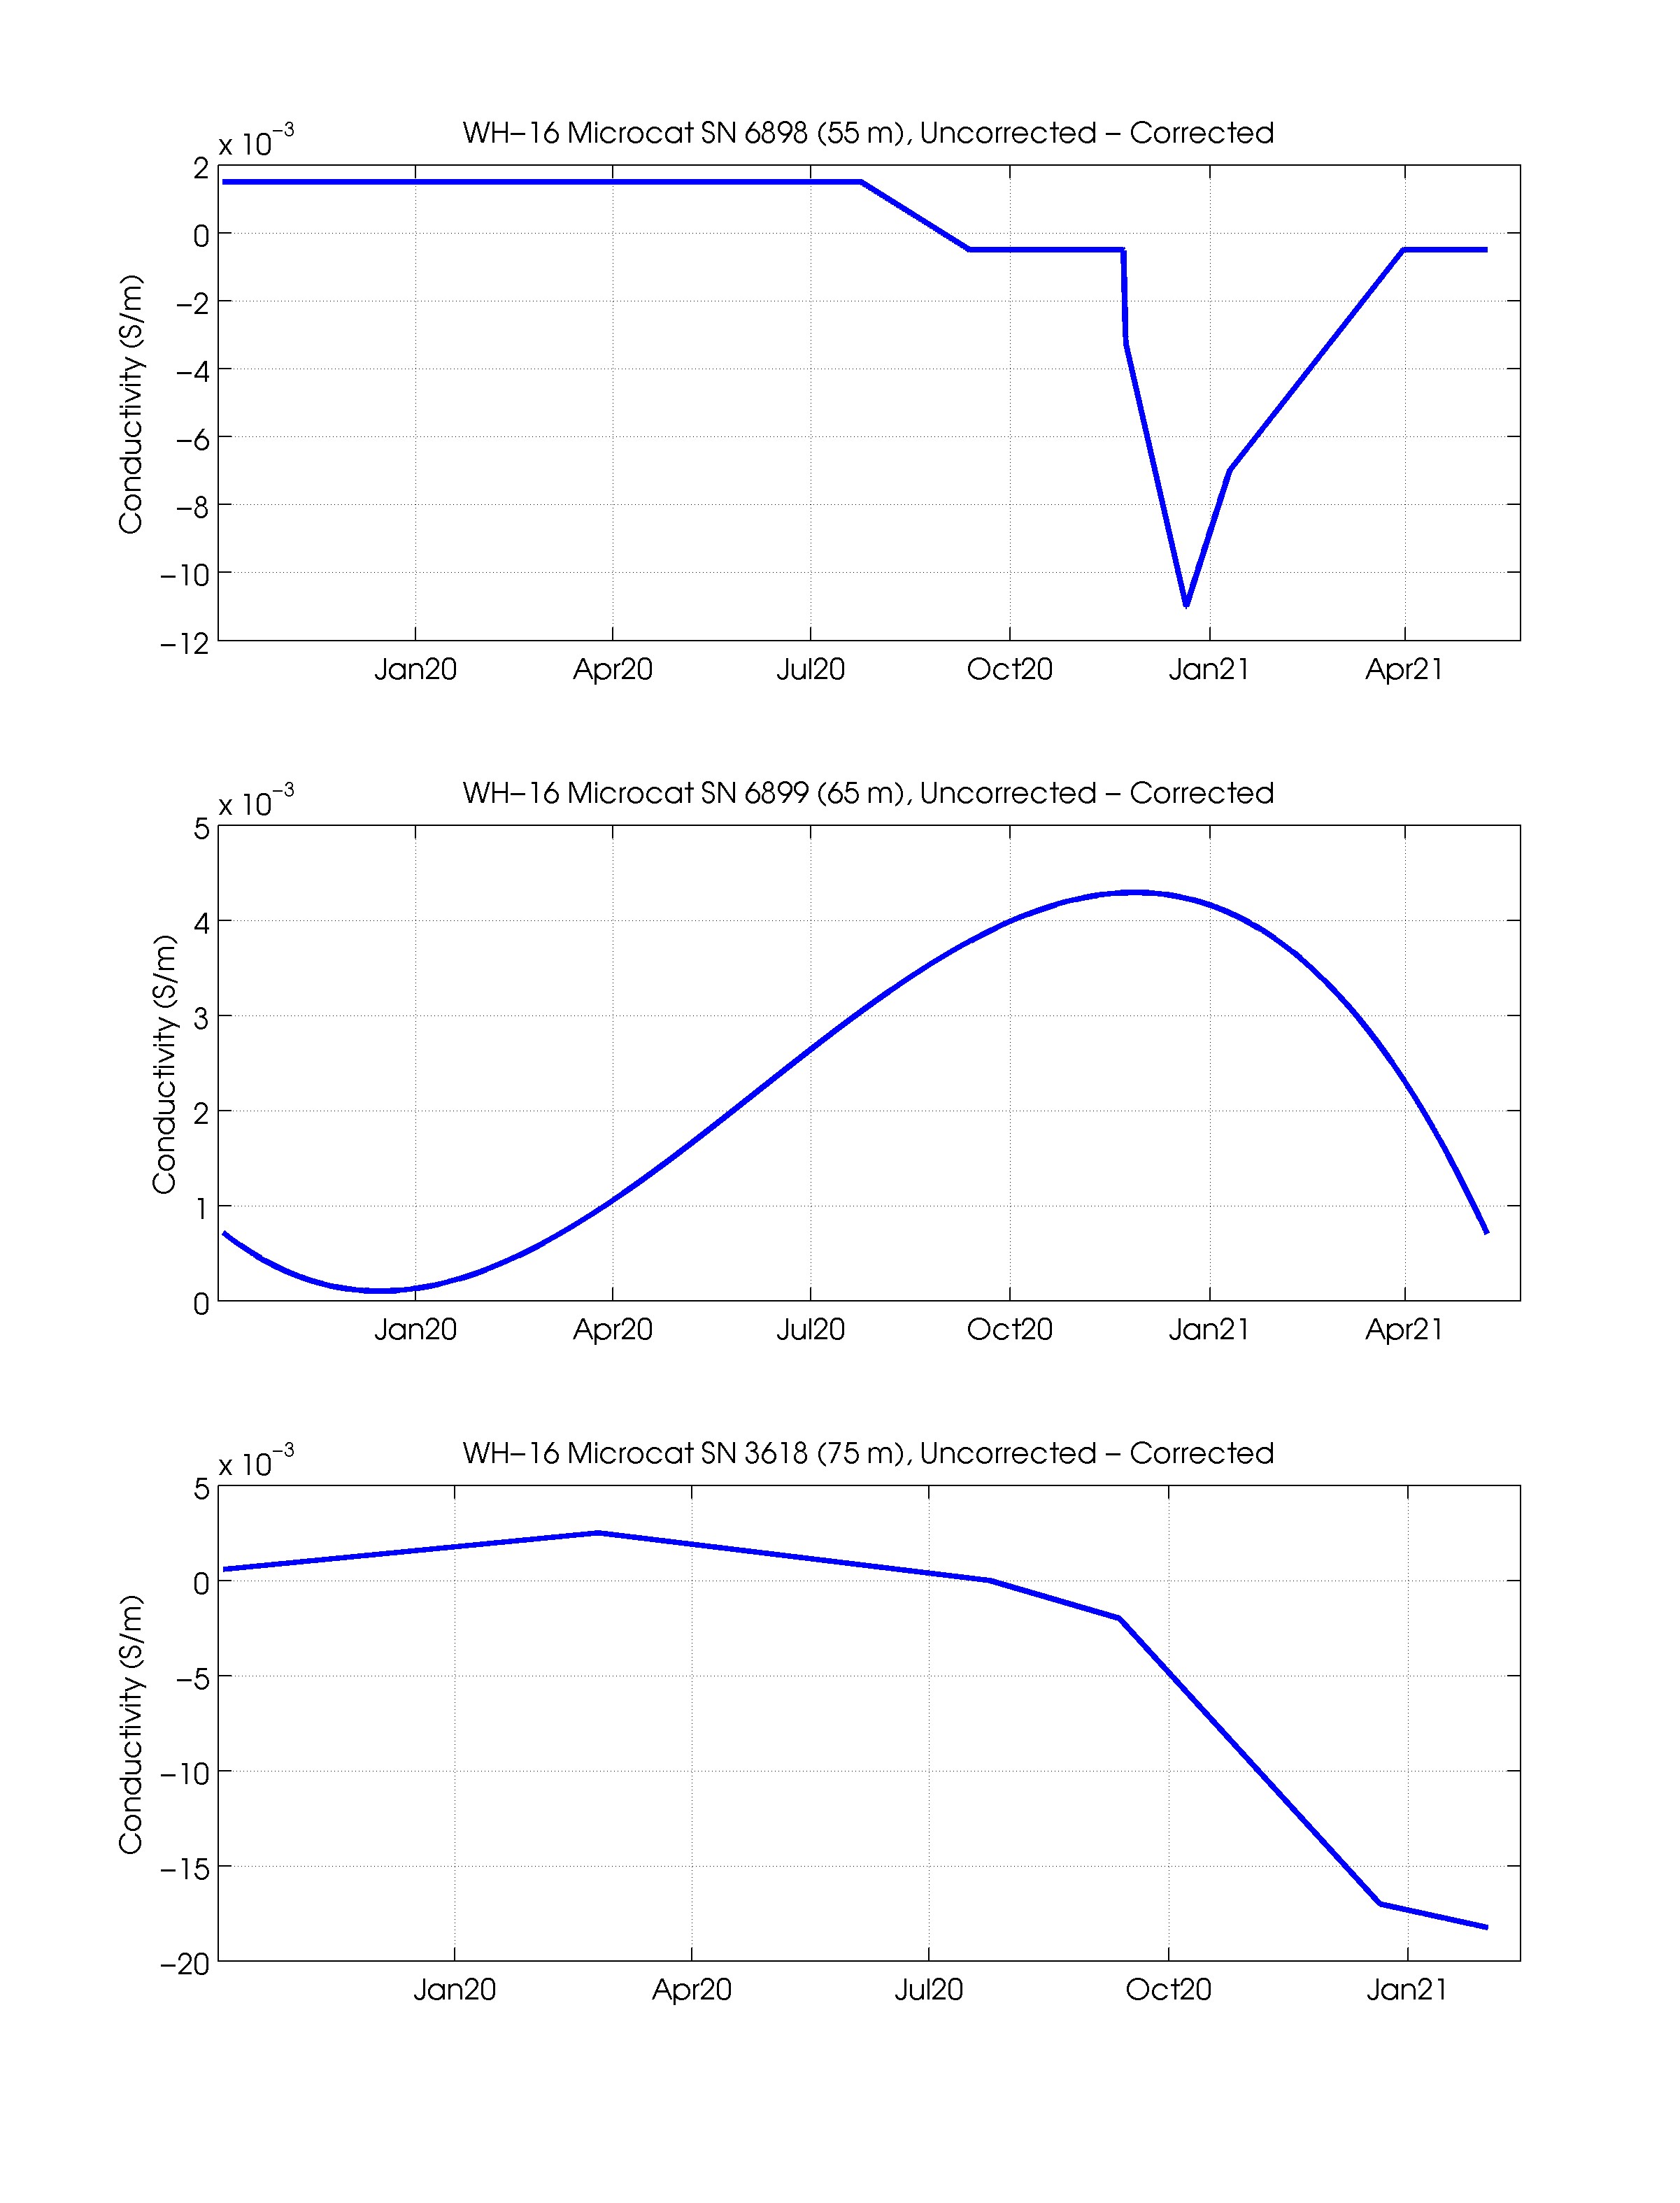 x 10−3
WH−16 Microcat SN 6898 (55 m), Uncorrected − Corrected
2
0
−2
−4
−6
−8
−10
−12
Conductivity (S/m)
Jan20 Apr20 Jul20 Oct20 Jan21 Apr21
x 10−3
WH−16 Microcat SN 6899 (65 m), Uncorrected − Corrected
5
4
3
2
1
0
Conductivity (S/m)
Jan20 Apr20 Jul20 Oct20 Jan21 Apr21
x 10−3
WH−16 Microcat SN 3618 (75 m), Uncorrected − Corrected
5
0
−5
−10
−15
−20
Conductivity (S/m)
Jan20 Apr20 Jul20 Oct20 Jan21